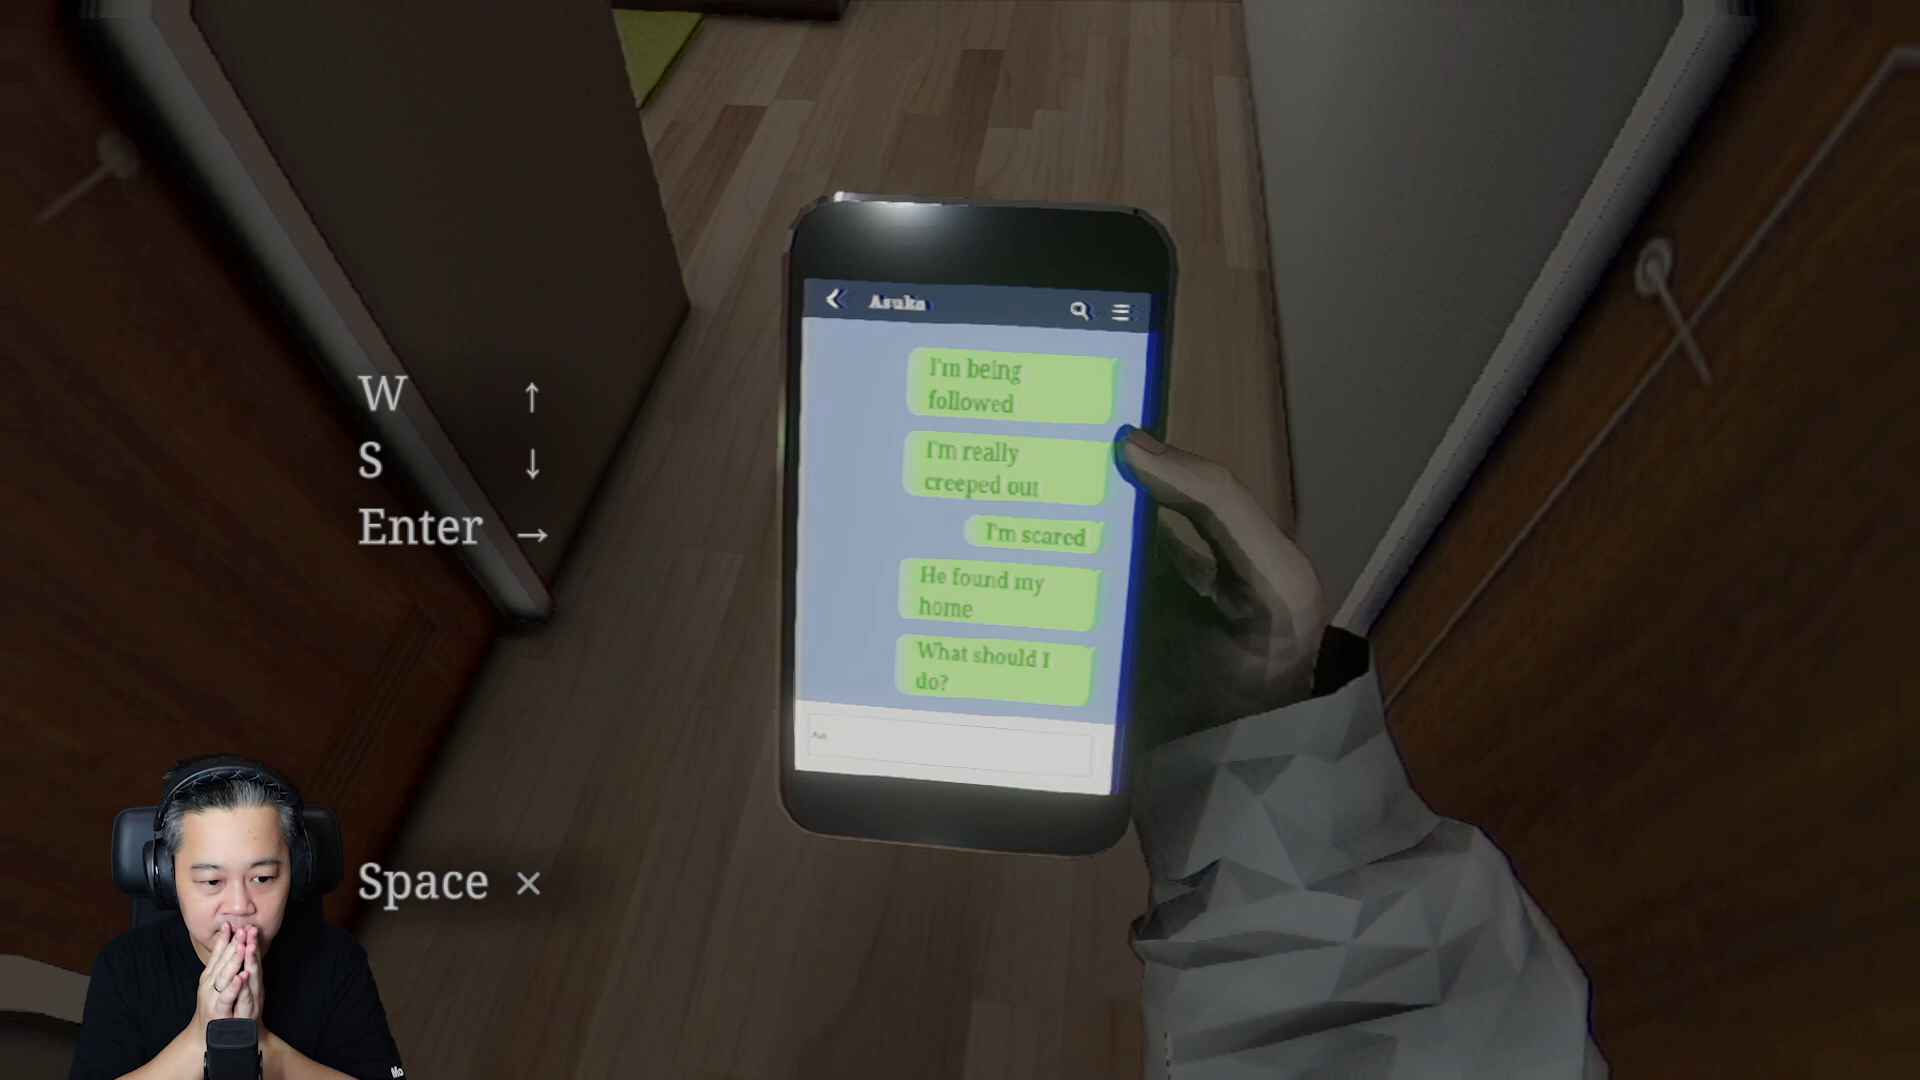 Asuka
I'm being
followed
I'm really
creeped out
I'm scared
He found my
home
What should I
do?
W ↑
S ↓
Enter →
Space ×